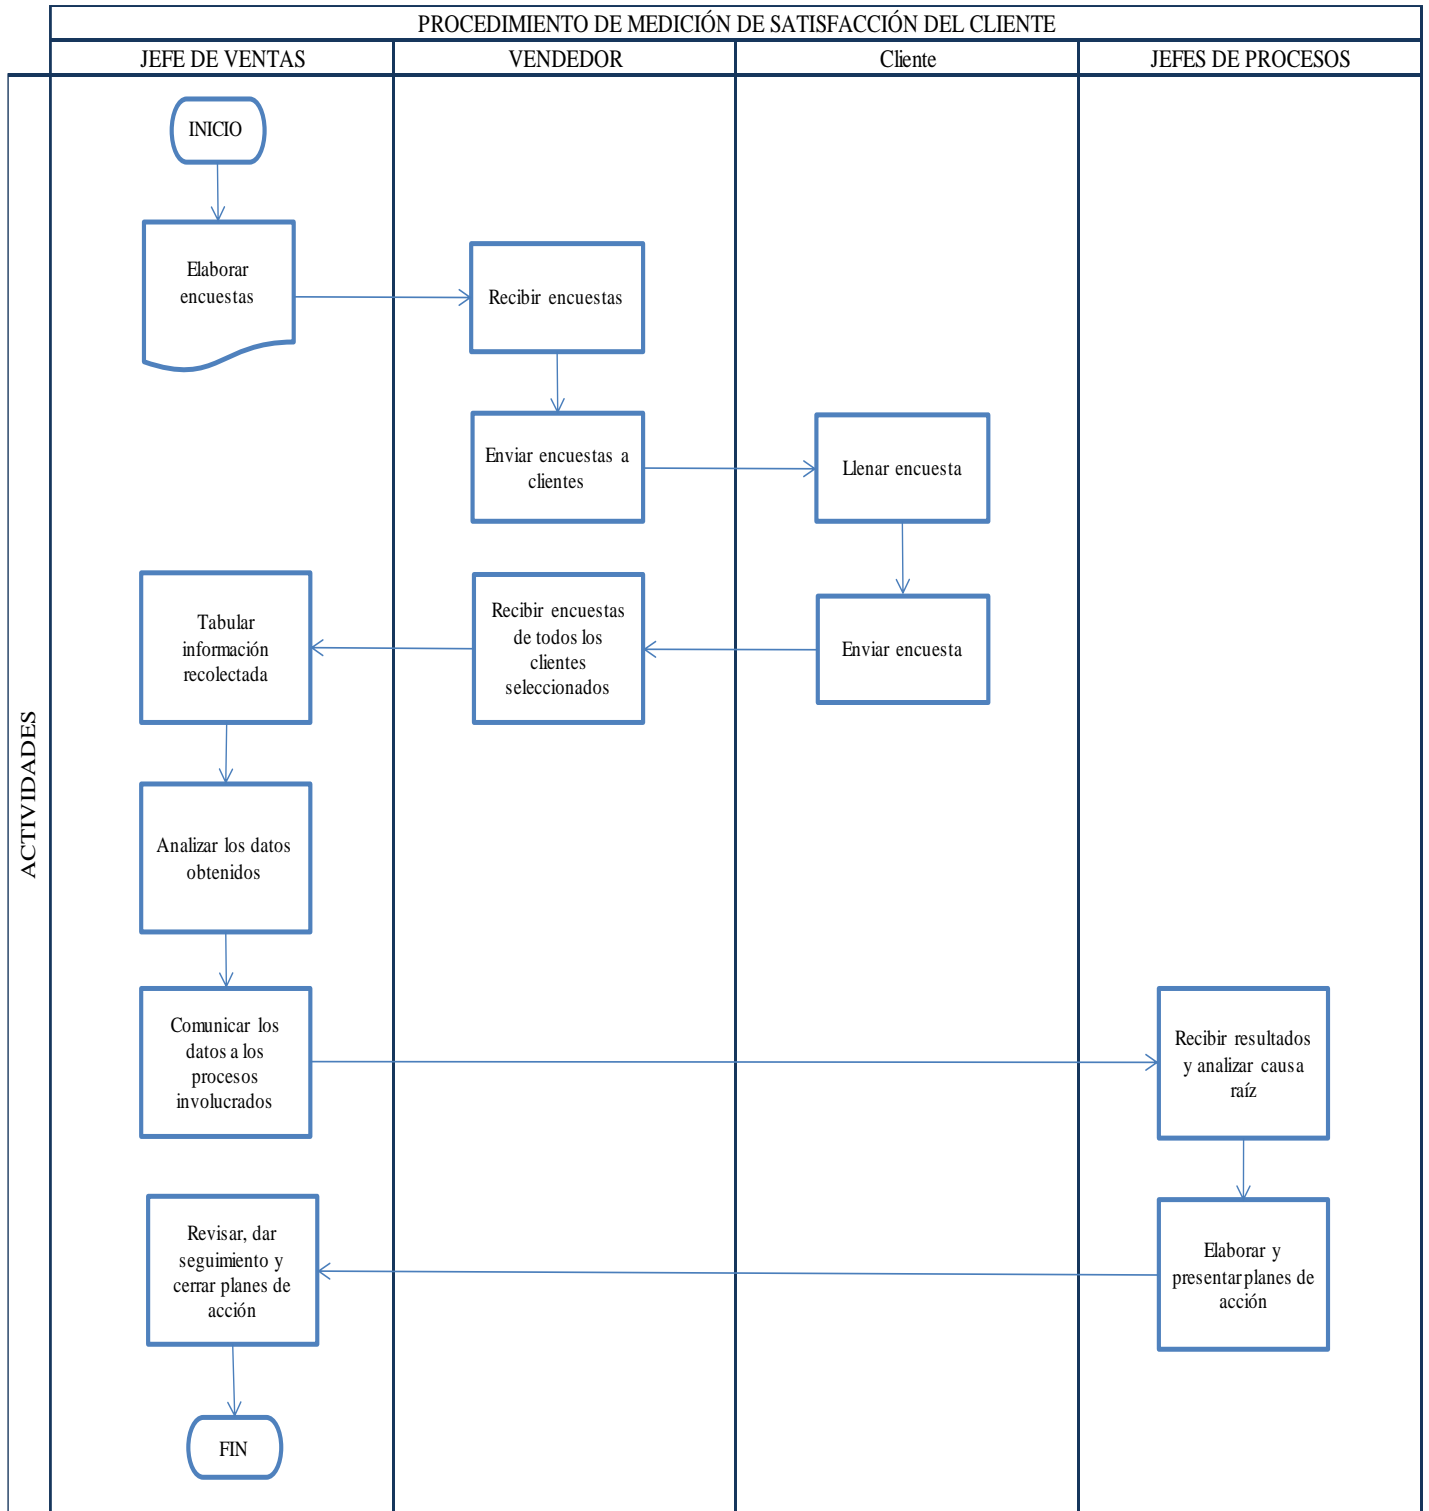 PROCEDIMIENTO DE MEDICIÓN DE SATISFACCIÓN DEL CLIENTE
JEFE DE VENTAS
VENDEDOR
Cliente
JEFES DE PROCESOS
ACTIVIDADES
INICIO
Elaborar
encuestas
Recibir encuestas
Enviar encuestas a
clientes
Llenar encuesta
Enviar encuesta
Recibir encuestas
de todos los
clientes
seleccionados
Tabular
información
recolectada
Analizar los datos
obtenidos
Comunicar los
datos a los
procesos
involucrados
Recibir resultados
y analizar causa
raíz
Elaborar y
presentar planes de
acción
Revisar, dar
seguimiento y
cerrar planes de
acción
FIN